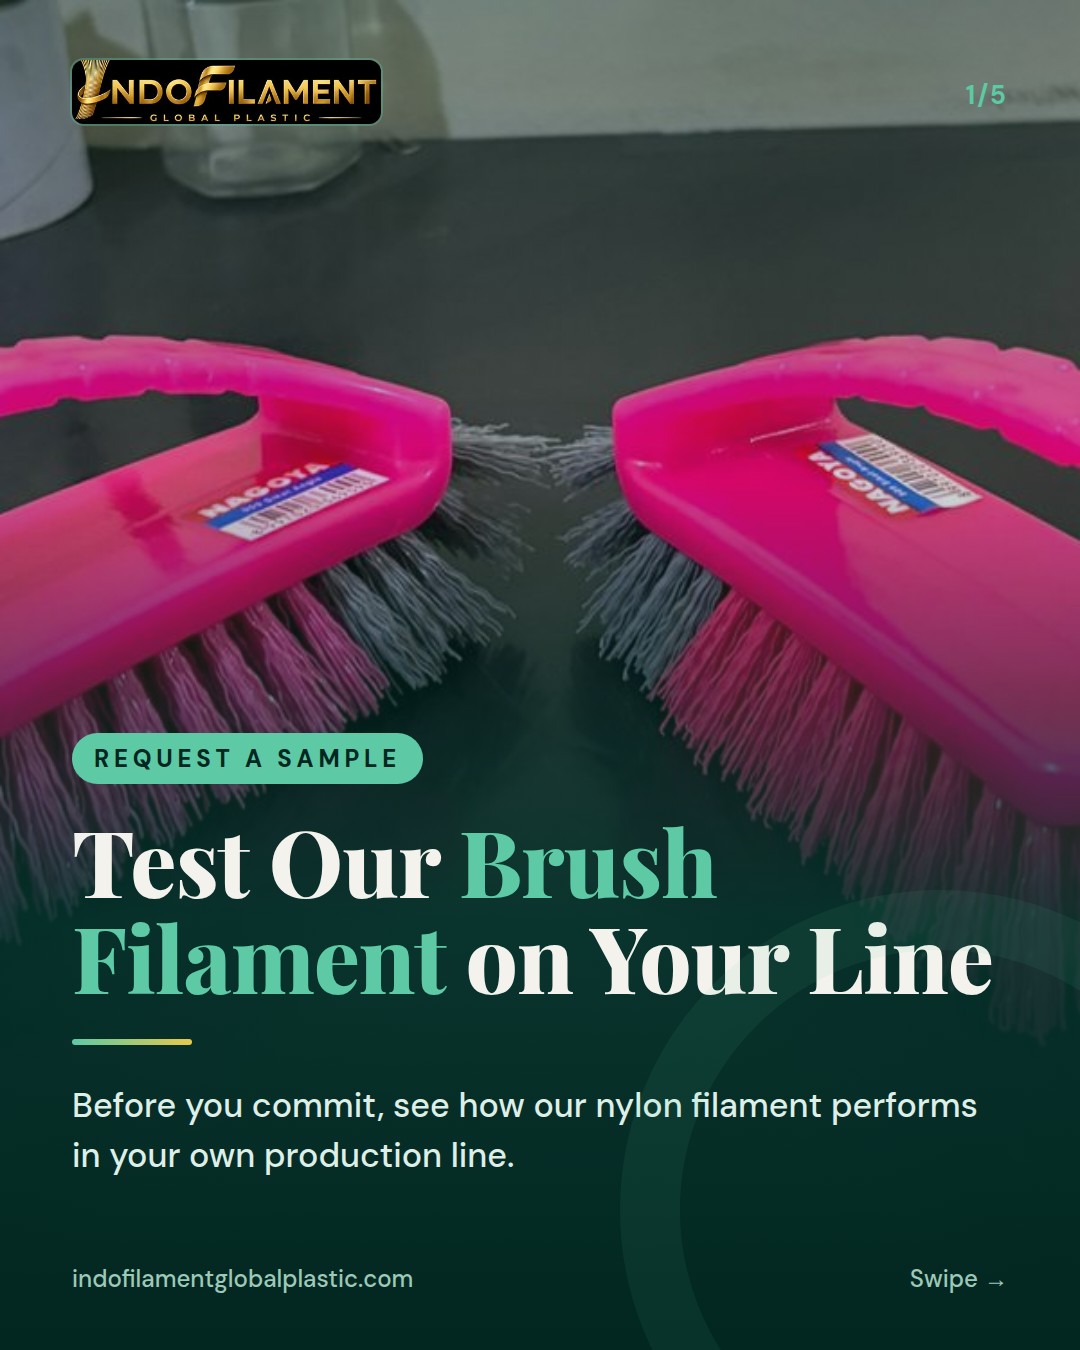 INDOFILAMENT
GLOBAL PLASTIC
1/5
NAGOYA
NAGOYA
REQUEST A SAMPLE
Test Our Brush
Filament on Your Line
Before you commit, see how our nylon filament performs
in your own production line.
indofilamentglobalplastic.com
Swipe →